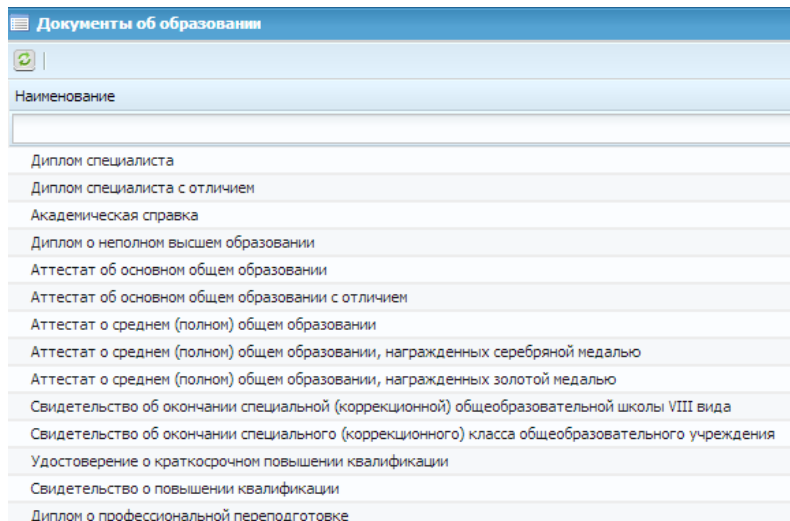 Документы об образовании
Наименование
Диплом специалиста
Диплом специалиста с отличием
Академическая справка
Диплом о неполном высшем образовании
Аттестат об основном общем образовании
Аттестат об основном общем образовании с отличием
Аттестат о среднем (полном) общем образовании
Аттестат о среднем (полном) общем образовании, награжденных серебряной медалью
Аттестат о среднем (полном) общем образовании, награжденных золотой медалью
Свидетельство об окончании специальной (коррекционной) общеобразовательной школы VIII вида
Свидетельство об окончании специального (коррекционного) класса общеобразовательного учреждения
Удостоверение о краткосрочном повышении квалификации
Свидетельство о повышении квалификации
Диплом о профессиональной переподготовке